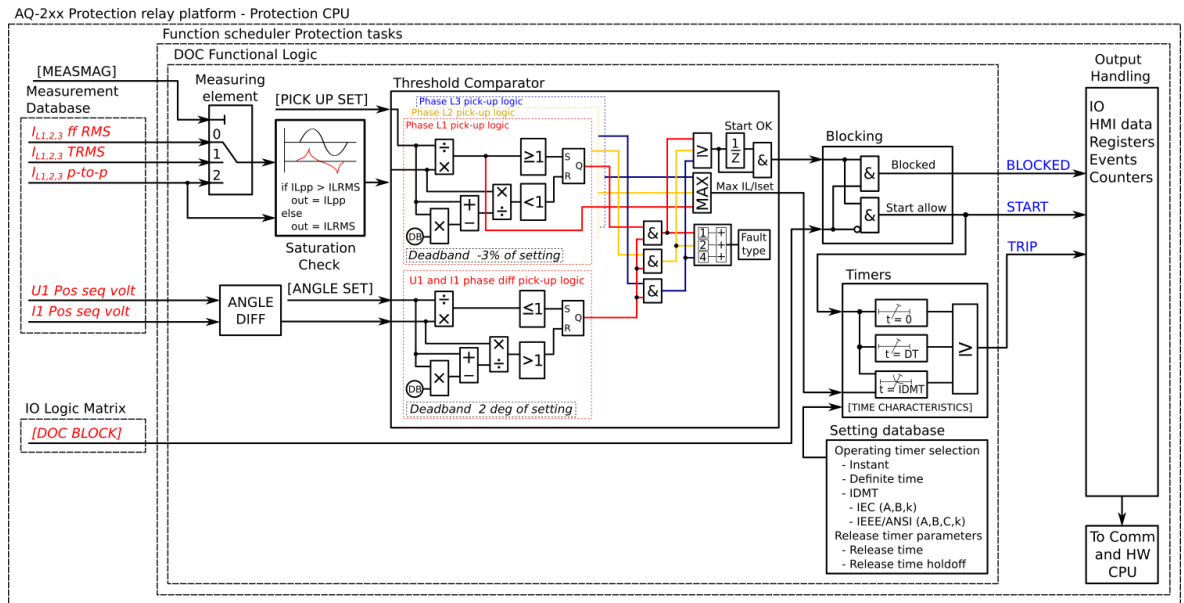 AQ-2xx Protection relay platform - Protection CPU
Function scheduler Protection tasks
DOC Functional Logic
[MEASMAG]
Measurement
Database
I_L1,2,3 ff RMS
I_L1,2,3 TRMS
I_L1,2,3 p-to-p
U1 Pos seq volt
I1 Pos seq volt
IO Logic Matrix
[DOC BLOCK]
Measuring
element
0
1
2
[PICK UP SET]
if ILpp > ILRMS
out = ILpp
else
out = ILRMS
Saturation
Check
ANGLE
DIFF
[ANGLE SET]
Threshold Comparator
Phase L3 pick-up logic
Phase L2 pick-up logic
Phase L1 pick-up logic
÷
×
≥1
S
R
Q
×
÷
<1
+
−
DB
×
Deadband -3% of setting
U1 and I1 phase diff pick-up logic
÷
×
≤1
S
R
Q
×
÷
>1
+
−
DB
×
Deadband 2 deg of setting
&
&
&
≥
MAX
Start OK
1
Z
&
Max IL/Iset
1 +
2 +
4 +
Fault
type
Blocking
&
Blocked
&
Start allow
Timers
t = 0
t = DT
t = IDMT
≥
[TIME CHARACTERISTICS]
Setting database
Operating timer selection
- Instant
- Definite time
- IDMT
- IEC (A,B,k)
- IEEE/ANSI (A,B,C,k)
Release timer parameters
- Release time
- Release time holdoff
BLOCKED
START
TRIP
Output
Handling
IO
HMI data
Registers
Events
Counters
To Comm
and HW
CPU